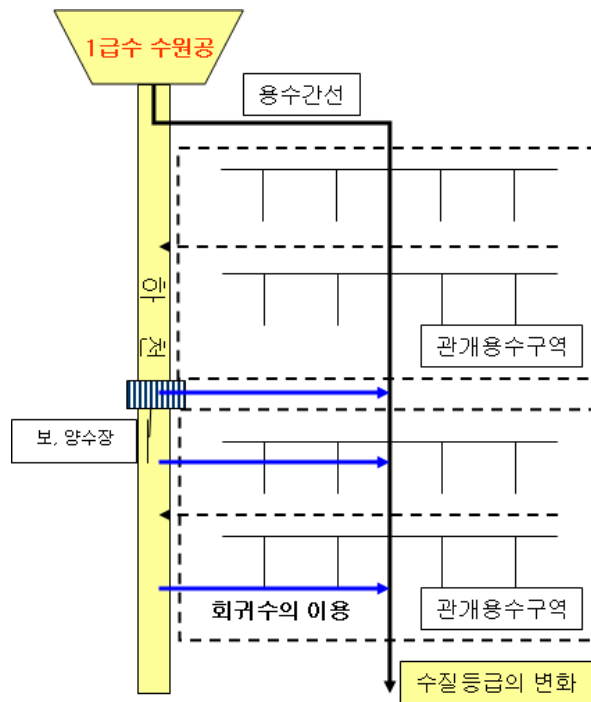 1급수 수원공
용수간선
하천
관개용수구역
보, 양수장
회귀수의 이용
관개용수구역
수질등급의 변화